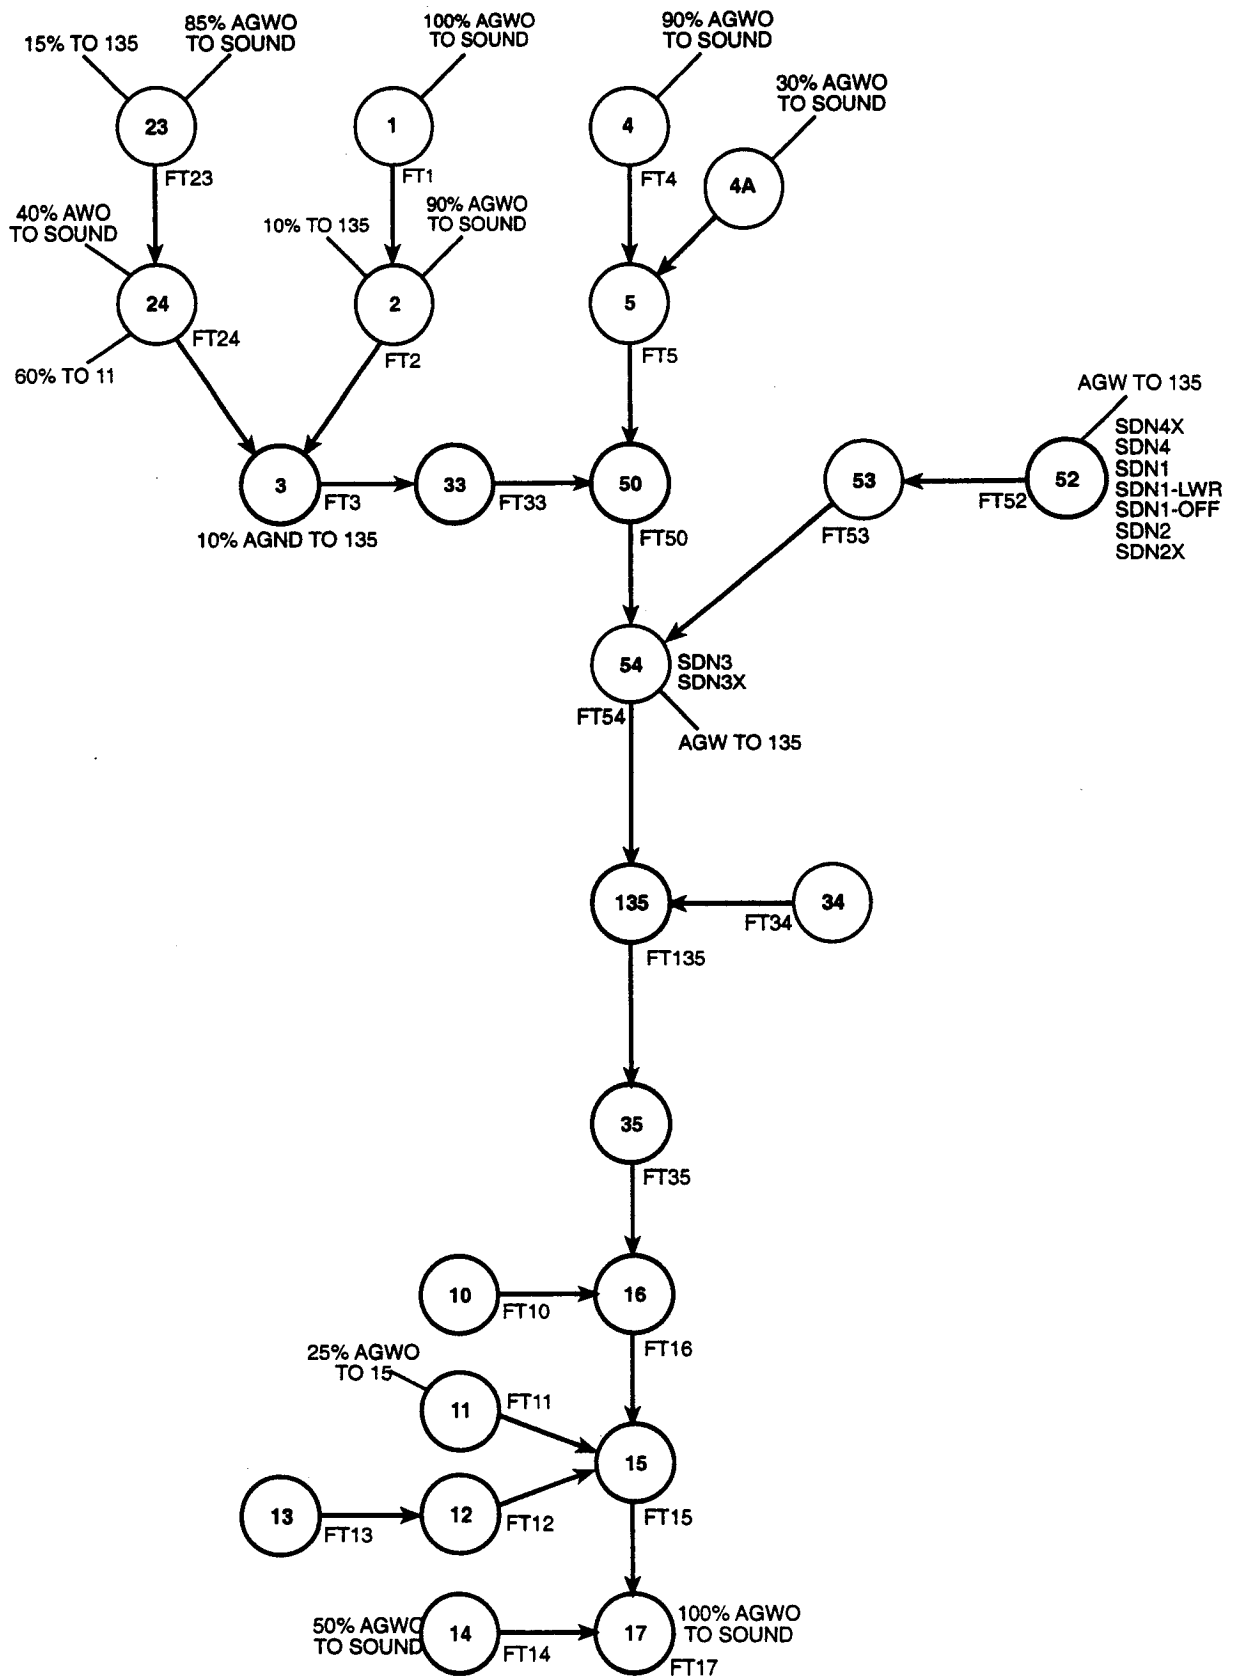 85% AGWO
TO SOUND
15% TO 135
23
FT23
100% AGWO
TO SOUND
1
FT1
90% AGWO
TO SOUND
4
FT4
30% AGWO
TO SOUND
4A
40% AWO
TO SOUND
24
FT24
60% TO 11
10% TO 135
90% AGWO
TO SOUND
2
FT2
5
FT5
3
FT3
10% AGND TO 135
33
FT33
50
FT50
53
FT53
AGW TO 135
52
FT52
SDN4X
SDN4
SDN1
SDN1-LWR
SDN1-OFF
SDN2
SDN2X
54
SDN3
SDN3X
FT54
AGW TO 135
135
FT135
34
FT34
35
FT35
10
FT10
16
FT16
25% AGWO
TO 15
11
FT11
15
FT15
13
FT13
12
FT12
50% AGWO
TO SOUND
14
FT14
17
100% AGWO
TO SOUND
FT17